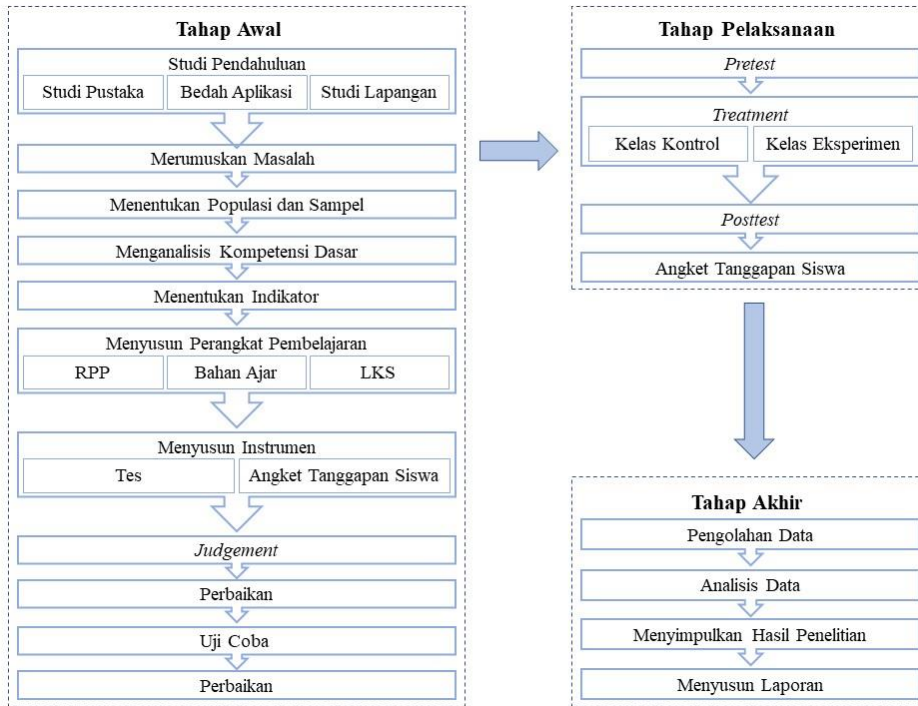 Tahap Awal
Studi Pendahuluan
Studi Pustaka
Bedah Aplikasi
Studi Lapangan
Merumuskan Masalah
Menentukan Populasi dan Sampel
Menganalisis Kompetensi Dasar
Menentukan Indikator
Menyusun Perangkat Pembelajaran
RPP
Bahan Ajar
LKS
Menyusun Instrumen
Tes
Angket Tanggapan Siswa
Judgement
Perbaikan
Uji Coba
Perbaikan
Tahap Pelaksanaan
Pretest
Treatment
Kelas Kontrol
Kelas Eksperimen
Posttest
Angket Tanggapan Siswa
Tahap Akhir
Pengolahan Data
Analisis Data
Menyimpulkan Hasil Penelitian
Menyusun Laporan